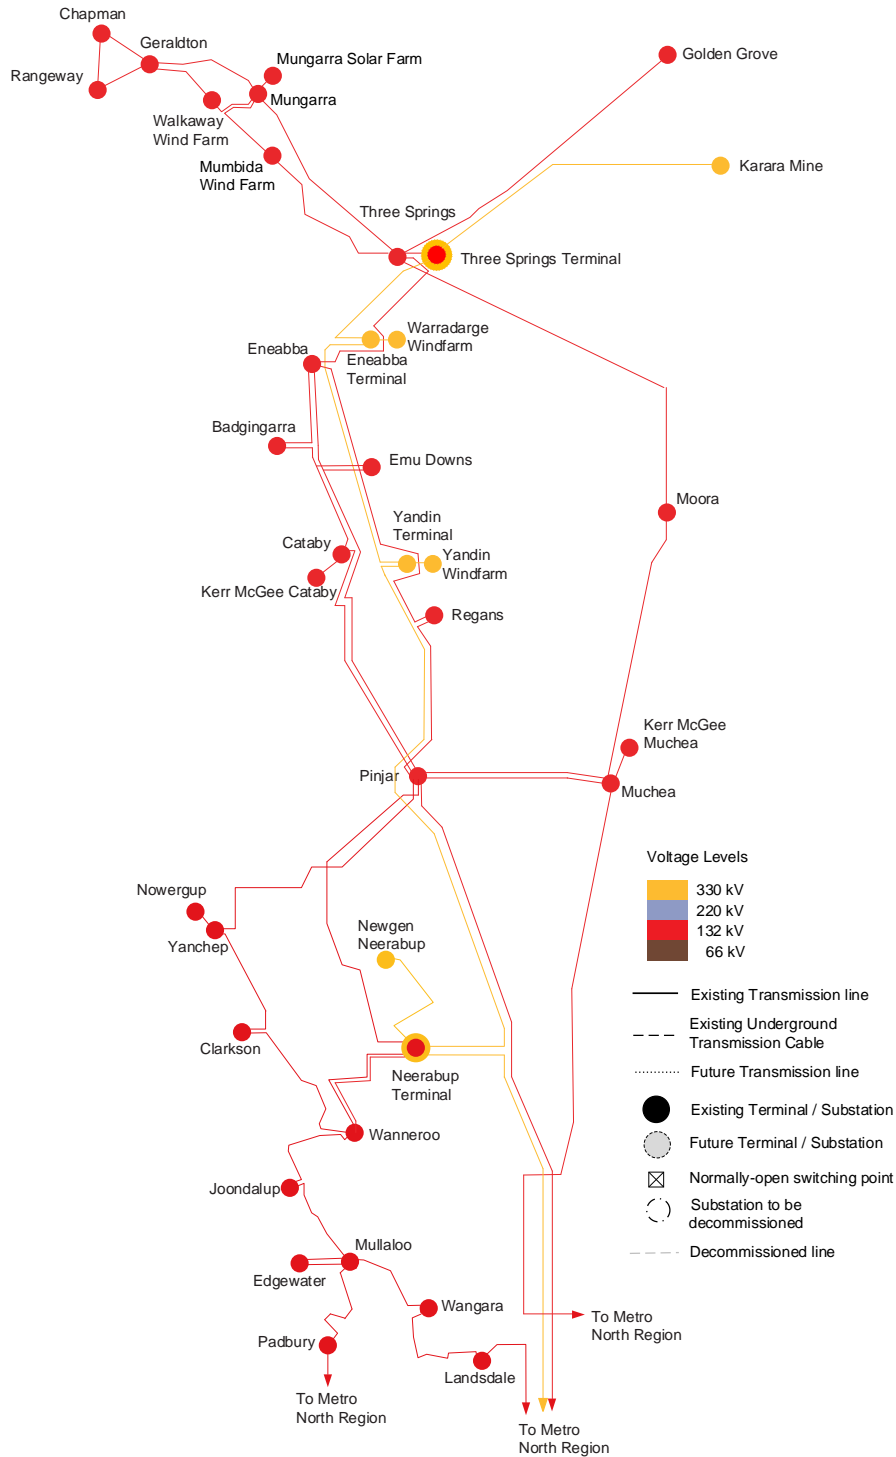 Chapman
Geraldton
Rangeway
Mungarra Solar Farm
Mungarra
Golden Grove
Walkaway
Wind Farm
Mumbida
Wind Farm
Karara Mine
Three Springs
Three Springs Terminal
Warradarge
Windfarm
Eneabba
Eneabba
Terminal
Badgingarra
Emu Downs
Moora
Yandin
Terminal
Cataby
Yandin
Windfarm
Kerr McGee Cataby
Regans
Kerr McGee
Muchea
Pinjar
Muchea
Voltage Levels
330 kV
220 kV
132 kV
66 kV
Nowergup
Yanchep
Newgen
Neerabup
Existing Transmission line
Existing Underground
Transmission Cable
Clarkson
Neerabup
Terminal
Future Transmission line
Existing Terminal / Substation
Wanneroo
Future Terminal / Substation
Joondalup
Normally-open switching point
Substation to be
decommissioned
Mullaloo
Decommissioned line
Edgewater
Wangara
To Metro
North Region
Padbury
Landsdale
To Metro
North Region
To Metro
North Region